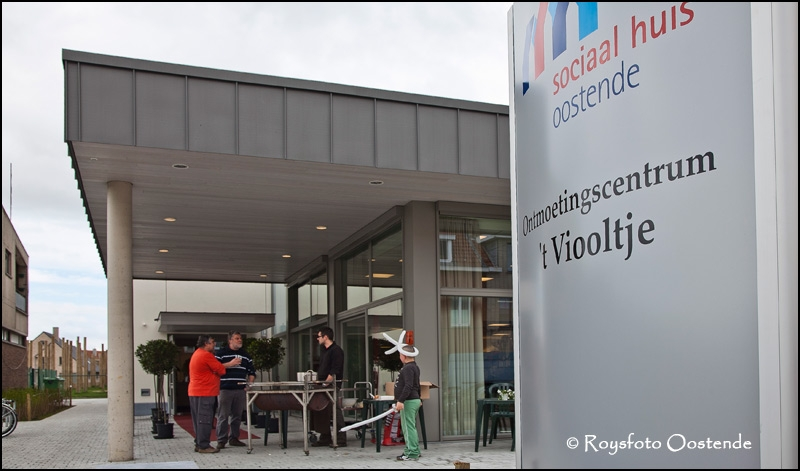 sociaal huis
oostende
Ontmoetingscentrum
't Viooltje
© Roysfoto Oostende